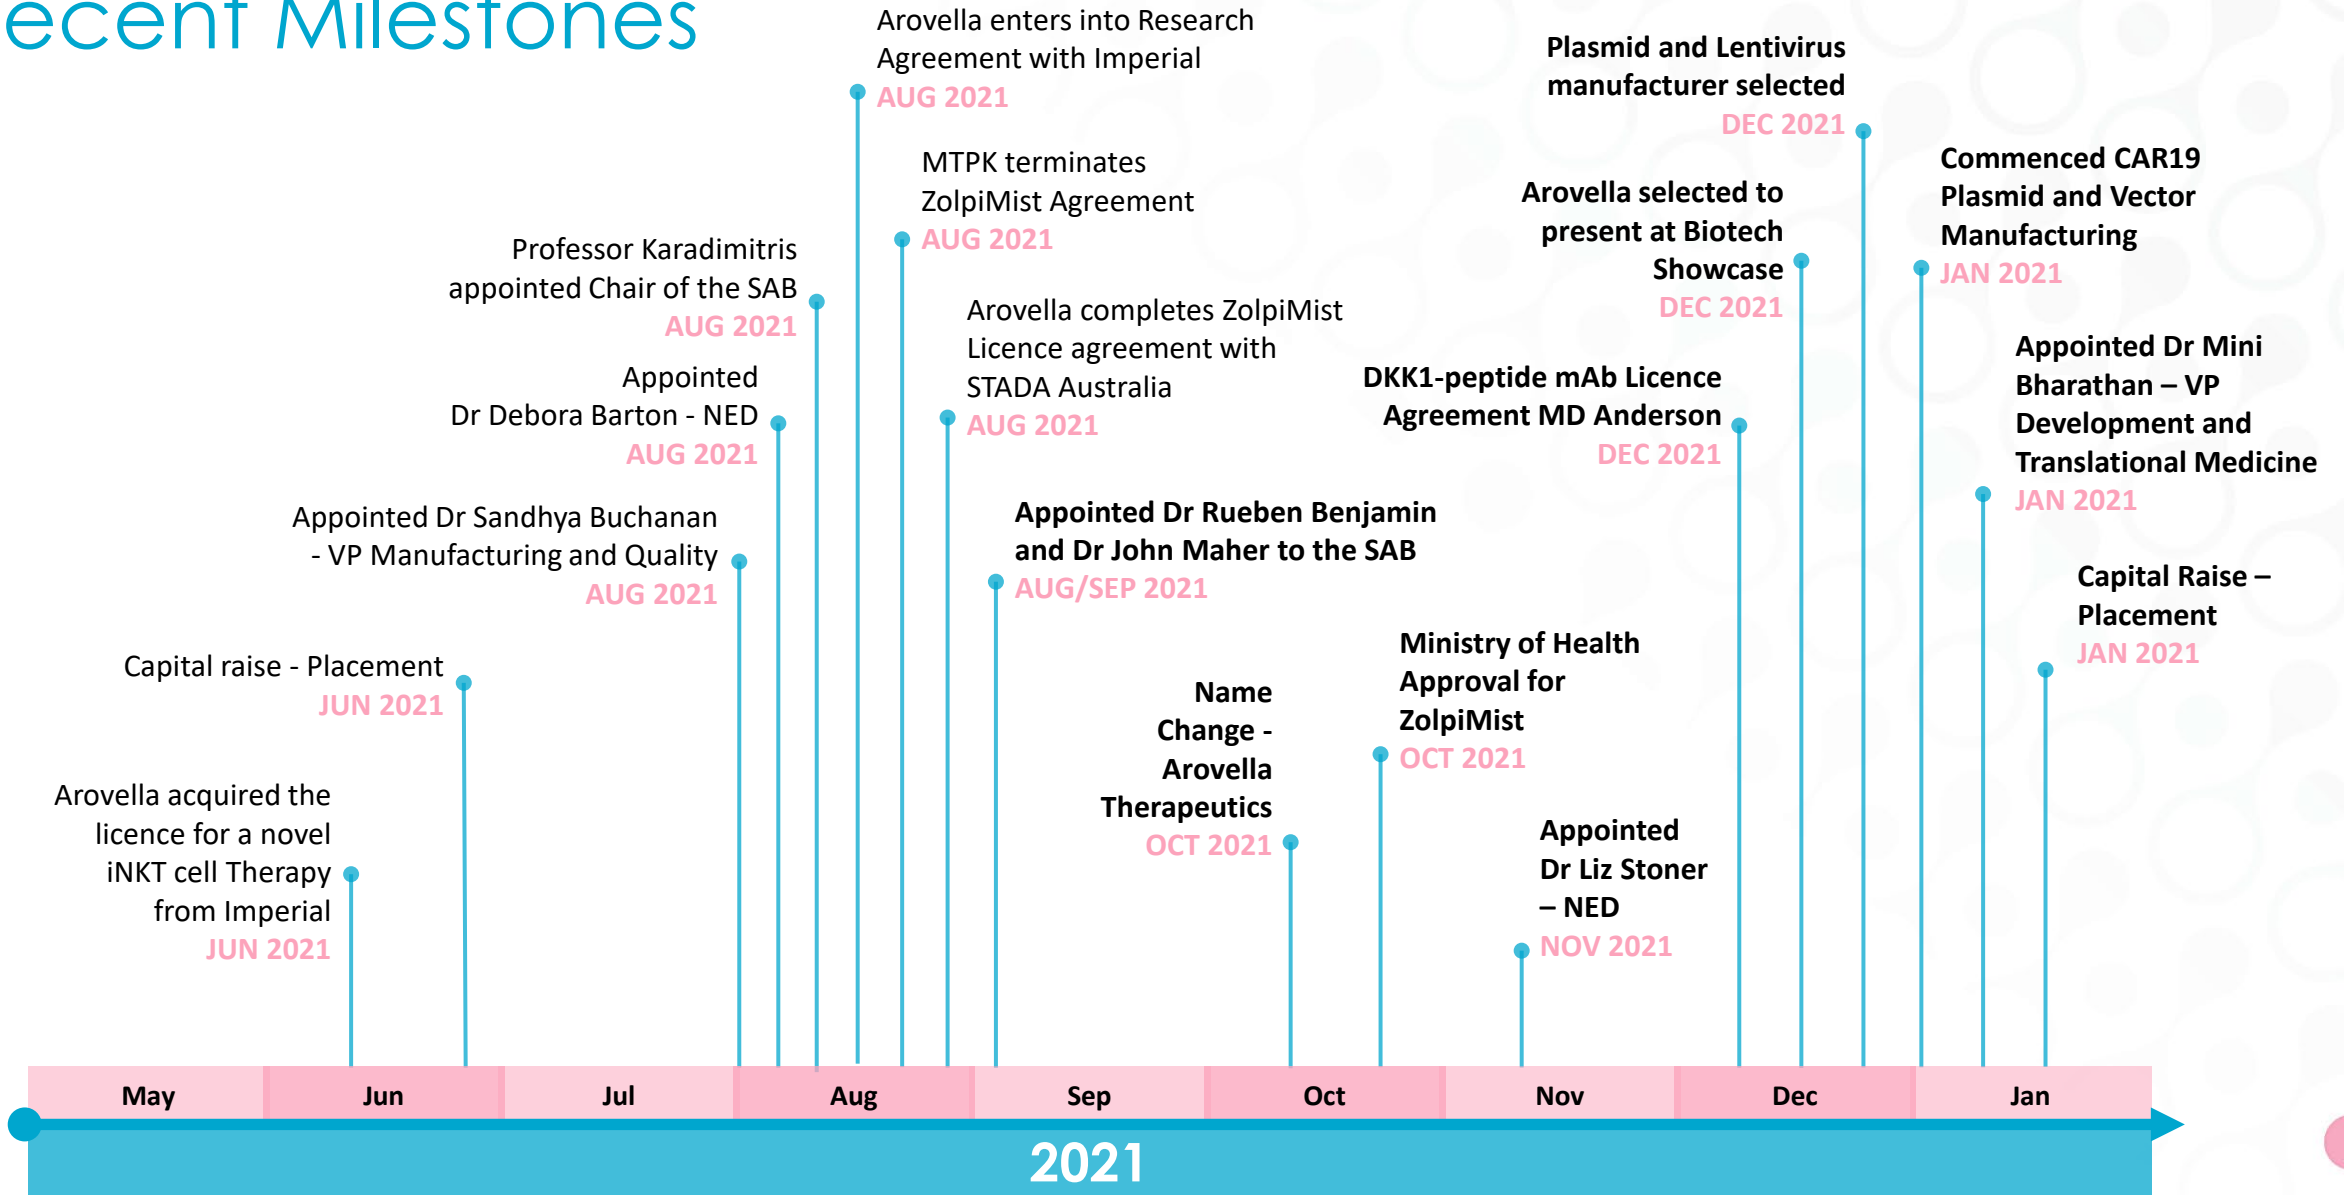 ecent Milestones
Arovella enters into Research
Agreement with Imperial
AUG 2021
Plasmid and Lentivirus
manufacturer selected
DEC 2021
MTPK terminates
ZolpiMist Agreement
AUG 2021
Commenced CAR19
Plasmid and Vector
Manufacturing
JAN 2021
Arovella selected to
present at Biotech
Showcase
DEC 2021
Professor Karadimitris
appointed Chair of the SAB
AUG 2021
Arovella completes ZolpiMist
Licence agreement with
STADA Australia
AUG 2021
Appointed Dr Mini
Bharathan – VP
Development and
Translational Medicine
JAN 2021
Appointed
Dr Debora Barton - NED
AUG 2021
DKK1-peptide mAb Licence
Agreement MD Anderson
DEC 2021
Appointed Dr Sandhya Buchanan
- VP Manufacturing and Quality
AUG 2021
Appointed Dr Rueben Benjamin
and Dr John Maher to the SAB
AUG/SEP 2021
Capital Raise –
Placement
JAN 2021
Capital raise - Placement
JUN 2021
Name
Change -
Arovella
Therapeutics
OCT 2021
Ministry of Health
Approval for
ZolpiMist
OCT 2021
Arovella acquired the
licence for a novel
iNKT cell Therapy
from Imperial
JUN 2021
Appointed
Dr Liz Stoner
– NED
NOV 2021
May Jun Jul Aug Sep Oct Nov Dec Jan
2021